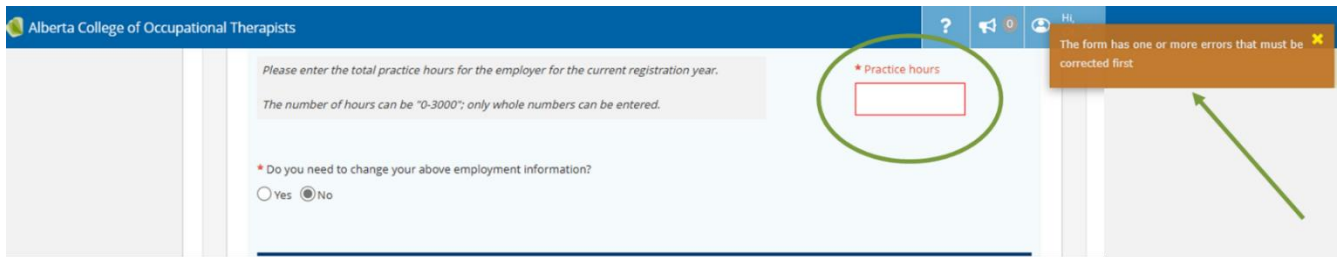 Alberta College of Occupational Therapists
?
0
Hi,
The form has one or more errors that must be
corrected first
Please enter the total practice hours for the employer for the current registration year.
* Practice hours
The number of hours can be "0-3000"; only whole numbers can be entered.
* Do you need to change your above employment information?
Yes No